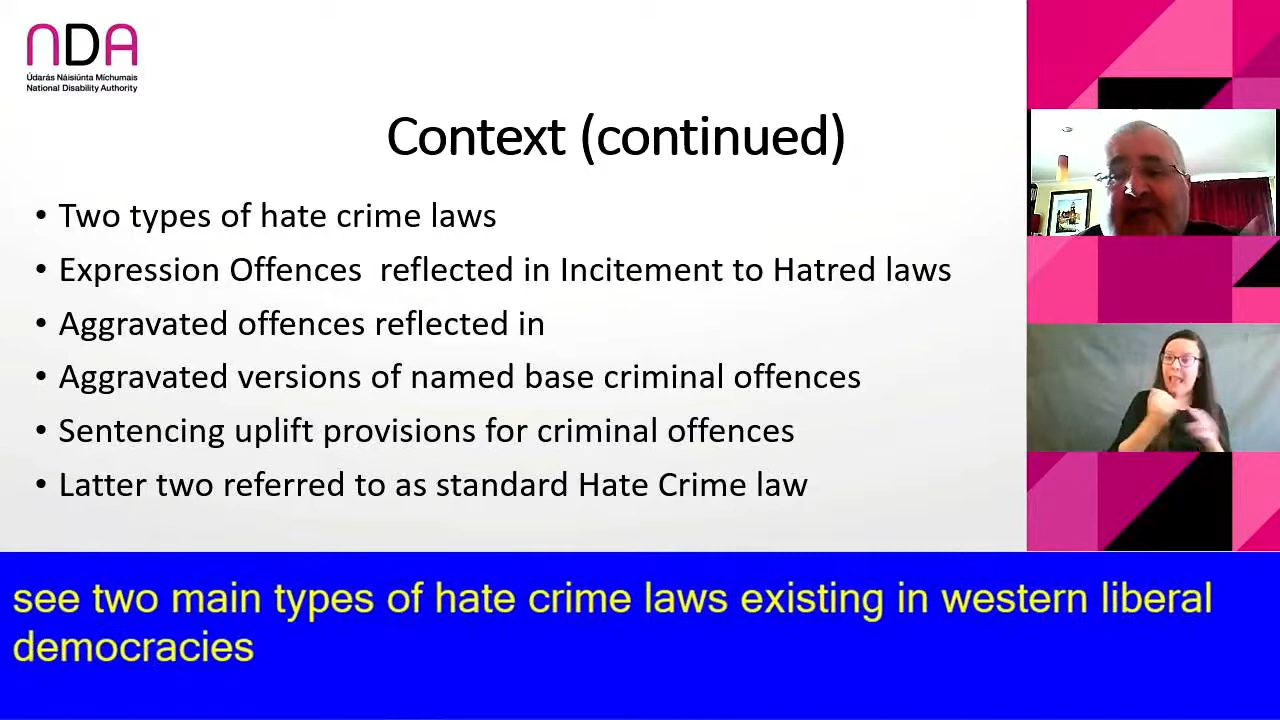 NDA
Údarás Náisiúnta Míchumais
National Disability Authority
Context (continued)
• Two types of hate crime laws
• Expression Offences  reflected in Incitement to Hatred laws
• Aggravated offences reflected in
• Aggravated versions of named base criminal offences
• Sentencing uplift provisions for criminal offences
• Latter two referred to as standard Hate Crime law
see two main types of hate crime laws existing in western liberal
democracies